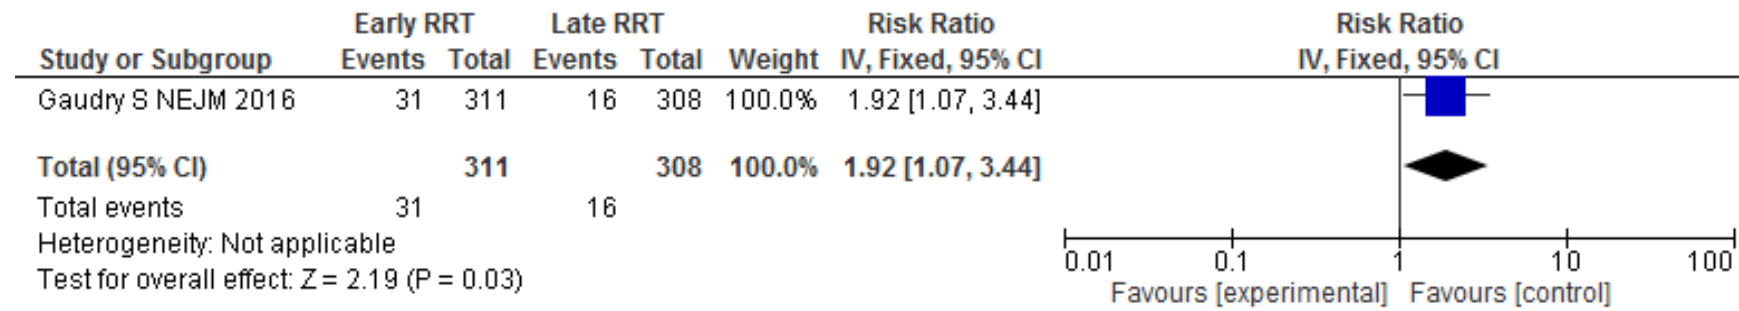 Early RRT Late RRT Risk Ratio Risk Ratio
Study or Subgroup Events Total Events Total Weight IV, Fixed, 95% CI IV, Fixed, 95% CI
Gaudry S NEJM 2016 31 311 16 308 100.0% 1.92 [1.07, 3.44]
Total (95% CI) 311 308 100.0% 1.92 [1.07, 3.44]
Total events 31 16
Heterogeneity: Not applicable
Test for overall effect: Z = 2.19 (P = 0.03)
0.01 0.1 1 10 100
Favours [experimental] Favours [control]